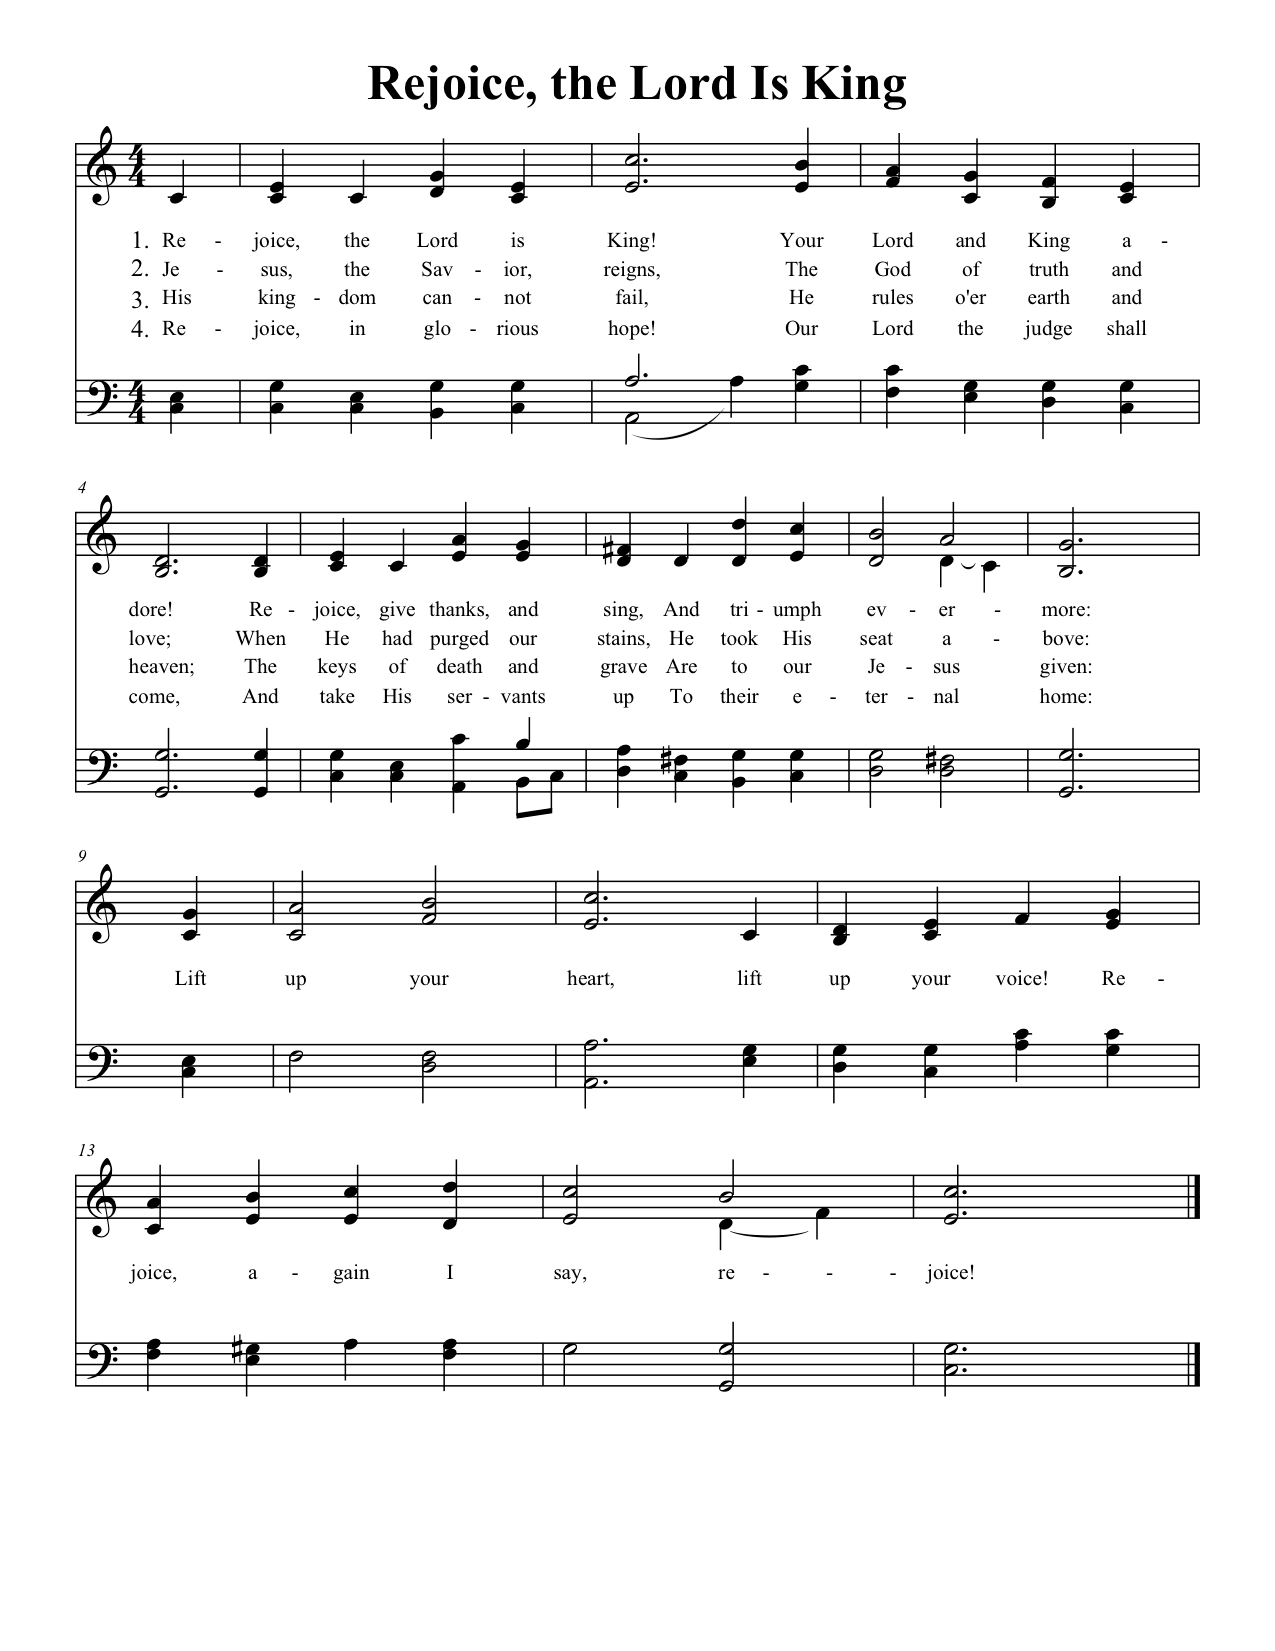 Rejoice, the Lord Is King
4
4
1. Re - joice, the Lord is King! Your Lord and King a -
2. Je - sus, the Sav - ior, reigns, The God of truth and
3. His king - dom can - not fail, He rules o'er earth and
4. Re - joice, in glo - rious hope! Our Lord the judge shall
4
4
4
dore! Re - joice, give thanks, and sing, And tri - umph ev - er - more:
love; When He had purged our stains, He took His seat a - bove:
heaven; The keys of death and grave Are to our Je - sus given:
come, And take His ser - vants up To their e - ter - nal home:
9
Lift up your heart, lift up your voice! Re -
13
joice, a - gain I say, re - - - joice!